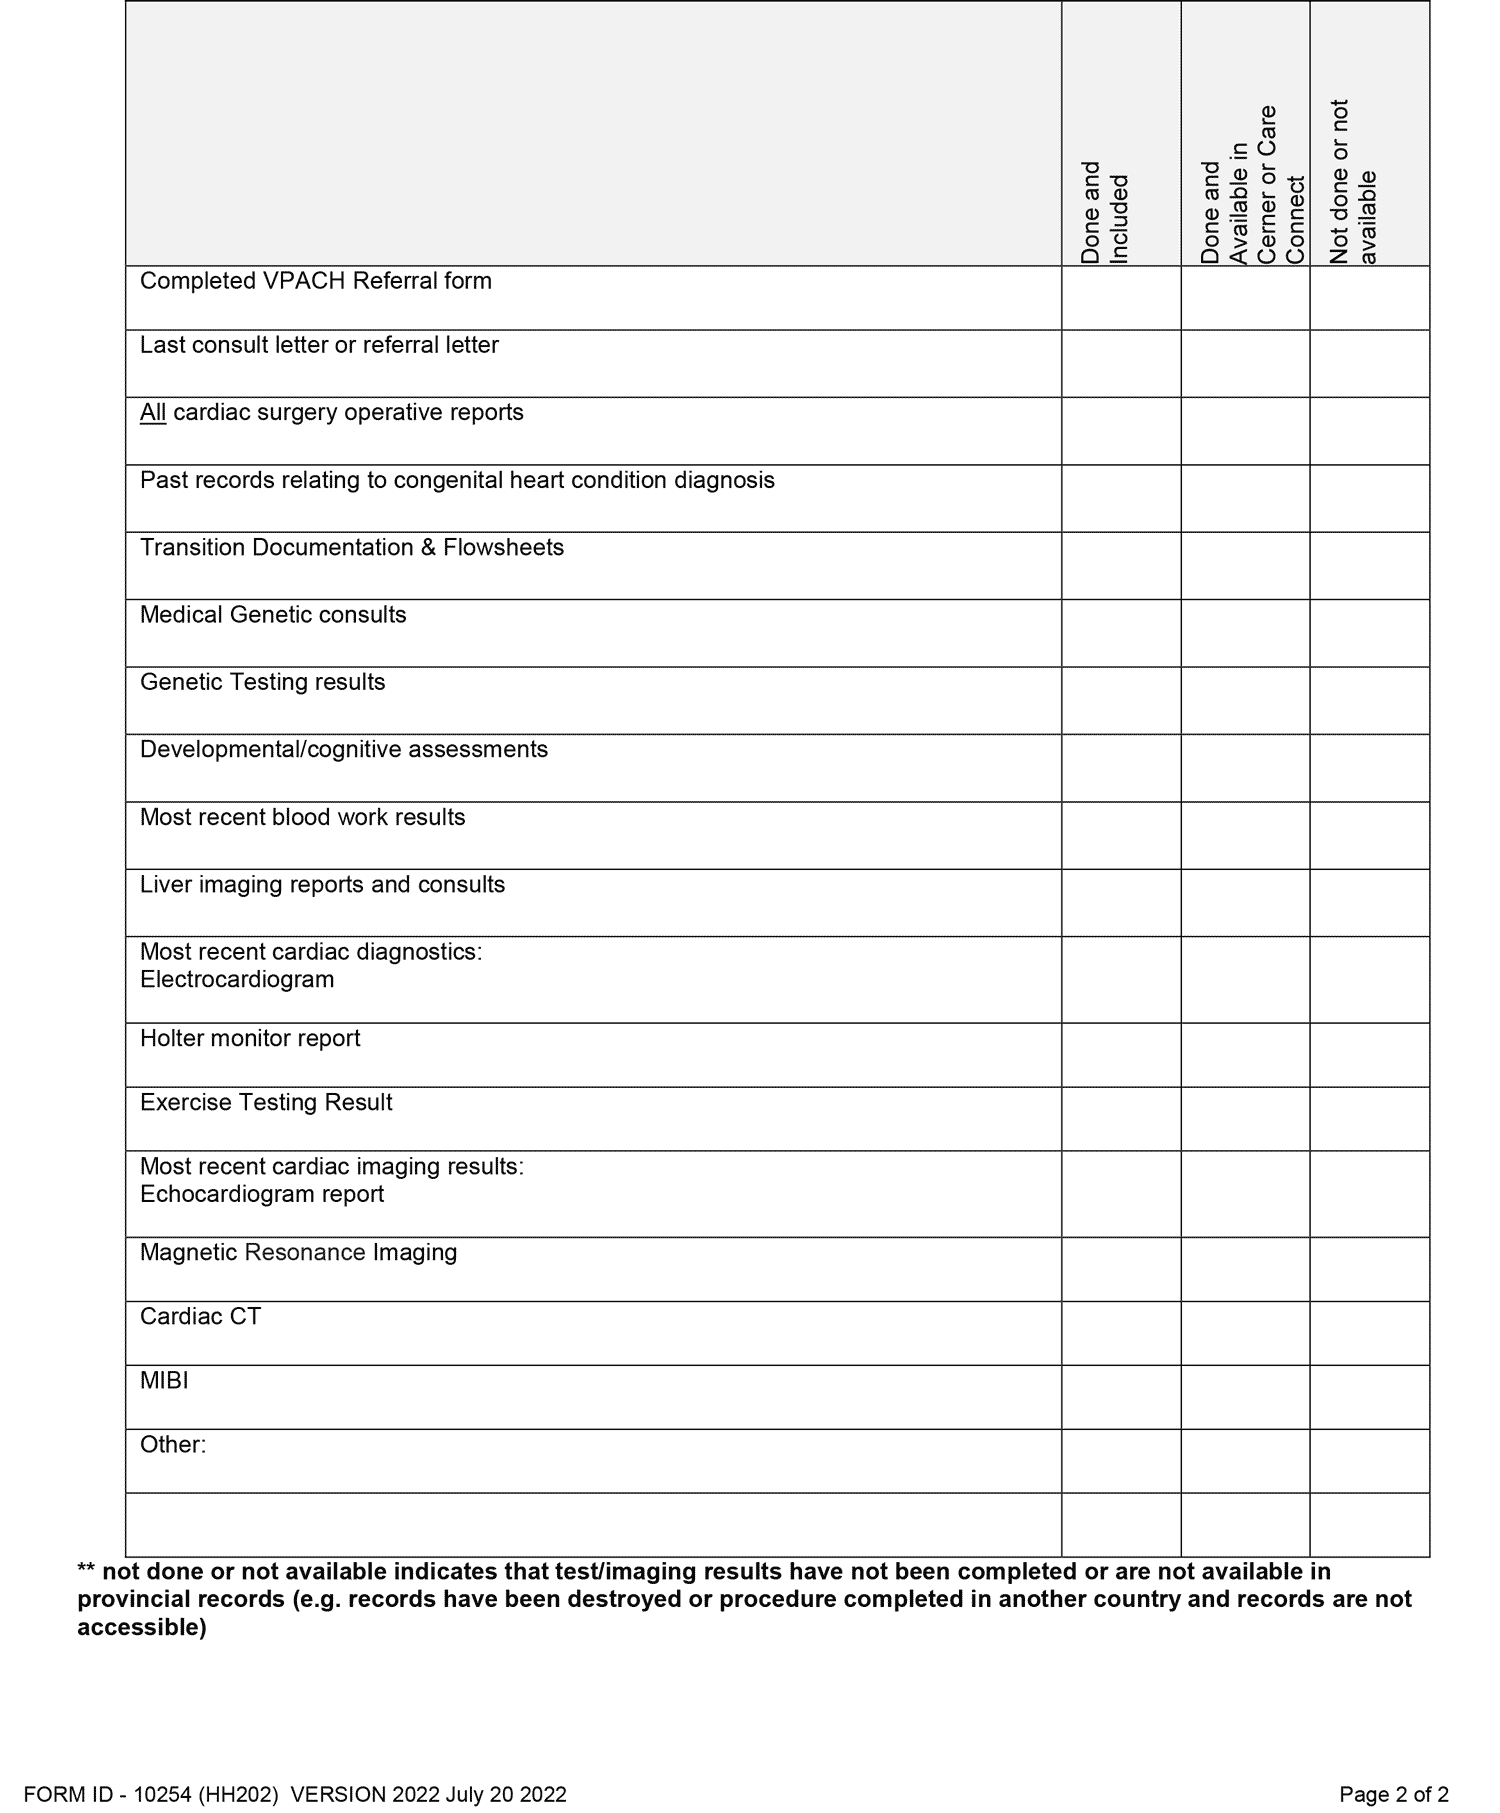 Done and
Included
Done and
Available in
Cerner or Care
Connect
Not done or not
available
Completed VPACH Referral form
Last consult letter or referral letter
All cardiac surgery operative reports
Past records relating to congenital heart condition diagnosis
Transition Documentation & Flowsheets
Medical Genetic consults
Genetic Testing results
Developmental/cognitive assessments
Most recent blood work results
Liver imaging reports and consults
Most recent cardiac diagnostics:
Electrocardiogram
Holter monitor report
Exercise Testing Result
Most recent cardiac imaging results:
Echocardiogram report
Magnetic Resonance Imaging
Cardiac CT
MIBI
Other:
** not done or not available indicates that test/imaging results have not been completed or are not available in
provincial records (e.g. records have been destroyed or procedure completed in another country and records are not
accessible)
FORM ID - 10254 (HH202)  VERSION 2022 July 20 2022
Page 2 of 2